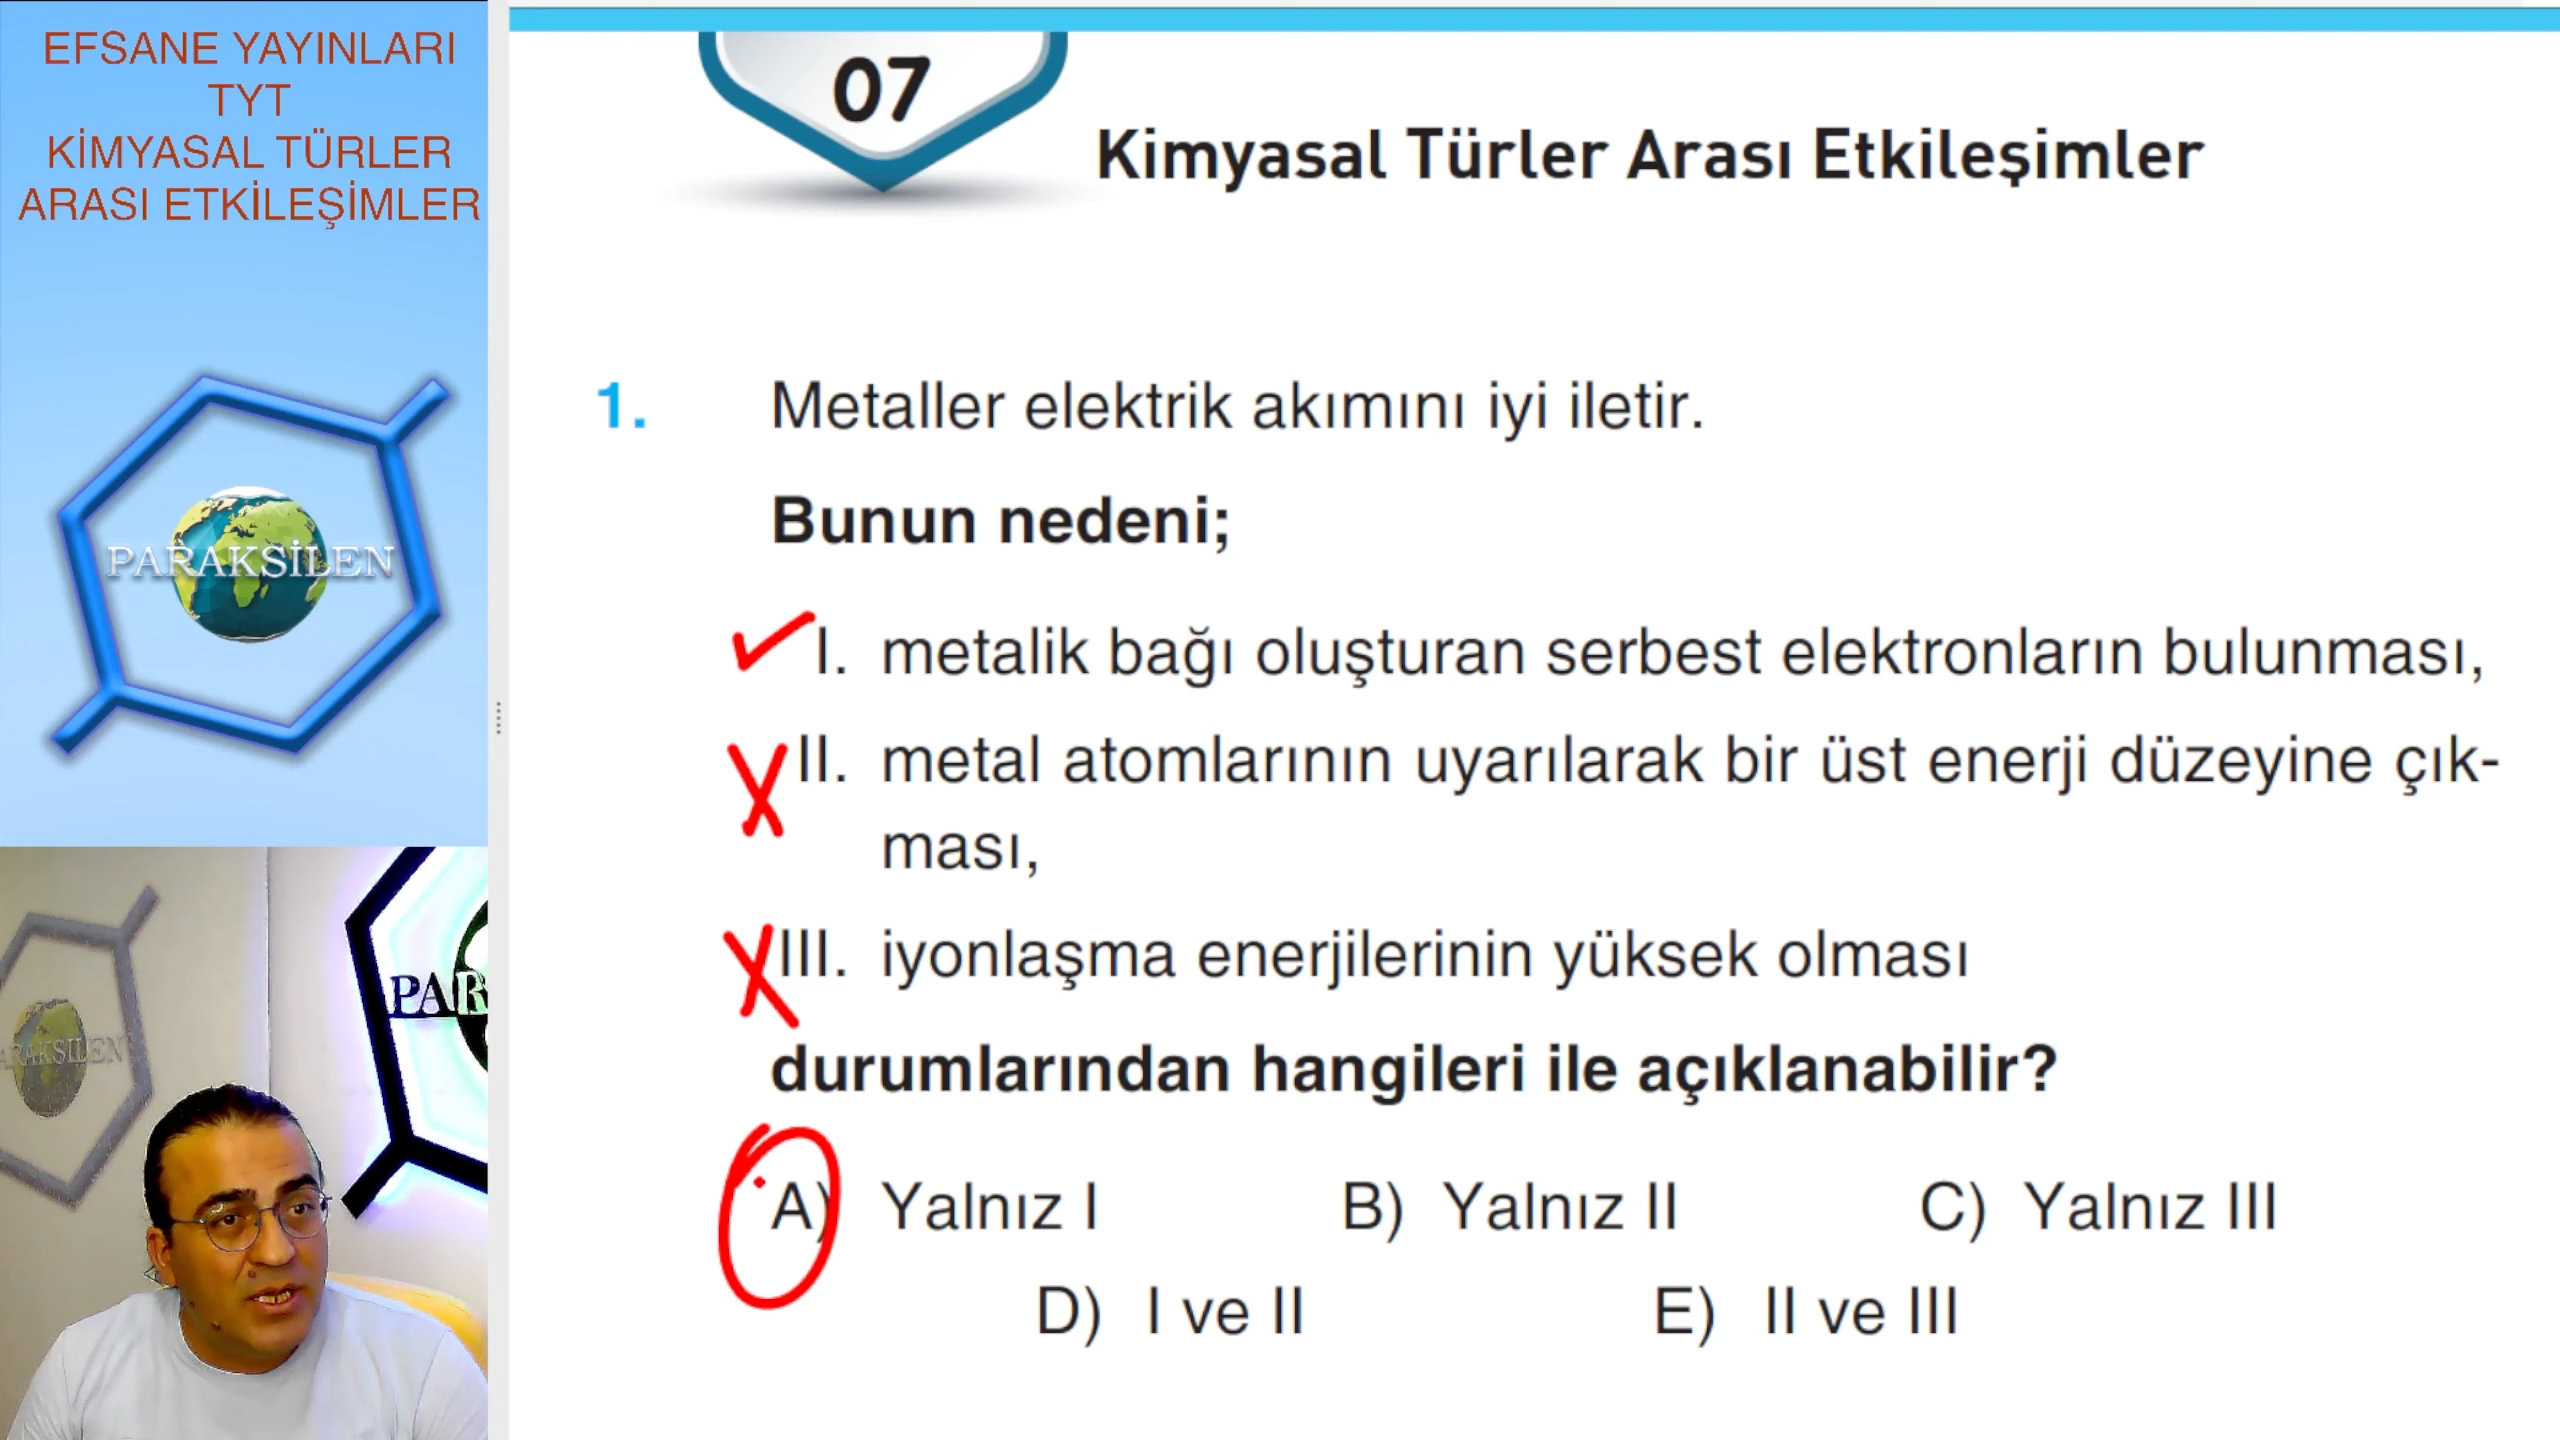 EFSANE YAYINLARI
TYT
KİMYASAL TÜRLER
ARASI ETKİLEŞİMLER
PARAKSİLEN
PAR
ARAKSİLEN
07
Kimyasal Türler Arası Etkileşimler
1. Metaller elektrik akımını iyi iletir.
Bunun nedeni;
I. metalik bağı oluşturan serbest elektronların bulunması,
II. metal atomlarının uyarılarak bir üst enerji düzeyine çık-
ması,
III. iyonlaşma enerjilerinin yüksek olması
durumlarından hangileri ile açıklanabilir?
A) Yalnız I B) Yalnız II C) Yalnız III
D) I ve II E) II ve III